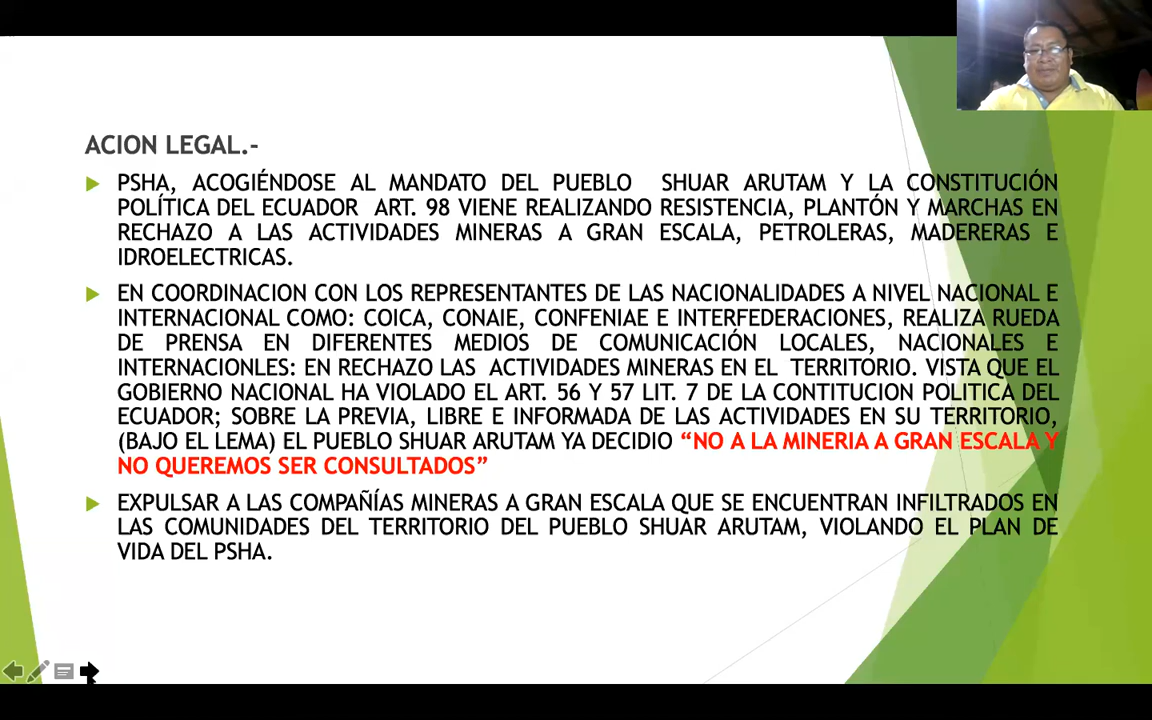 ACION LEGAL.-
PSHA, ACOGIÉNDOSE AL MANDATO DEL PUEBLO SHUAR ARUTAM Y LA CONSTITUCIÓN
POLÍTICA DEL ECUADOR ART. 98 VIENE REALIZANDO RESISTENCIA, PLANTÓN Y MARCHAS EN
RECHAZO A LAS ACTIVIDADES MINERAS A GRAN ESCALA, PETROLERAS, MADERERAS E
IDROELECTRICAS.
EN COORDINACION CON LOS REPRESENTANTES DE LAS NACIONALIDADES A NIVEL NACIONAL E
INTERNACIONAL COMO: COICA, CONAIE, CONFENIAE E INTERFEDERACIONES, REALIZA RUEDA
DE PRENSA EN DIFERENTES MEDIOS DE COMUNICACIÓN LOCALES, NACIONALES E
INTERNACIONLES: EN RECHAZO LAS ACTIVIDADES MINERAS EN EL TERRITORIO. VISTA QUE EL
GOBIERNO NACIONAL HA VIOLADO EL ART. 56 Y 57 LIT. 7 DE LA CONTITUCION POLITICA DEL
ECUADOR; SOBRE LA PREVIA, LIBRE E INFORMADA DE LAS ACTIVIDADES EN SU TERRITORIO,
(BAJO EL LEMA) EL PUEBLO SHUAR ARUTAM YA DECIDIO “NO A LA MINERIA A GRAN ESCALA Y
NO QUEREMOS SER CONSULTADOS”
EXPULSAR A LAS COMPAÑÍAS MINERAS A GRAN ESCALA QUE SE ENCUENTRAN INFILTRADOS EN
LAS COMUNIDADES DEL TERRITORIO DEL PUEBLO SHUAR ARUTAM, VIOLANDO EL PLAN DE
VIDA DEL PSHA.